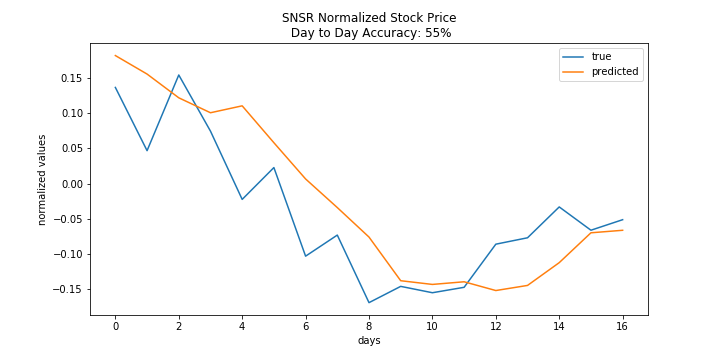 SNSR Normalized Stock Price
Day to Day Accuracy: 55%
true
predicted
normalized values
0.15
0.10
0.05
0.00
−0.05
−0.10
−0.15
0 2 4 6 8 10 12 14 16
days